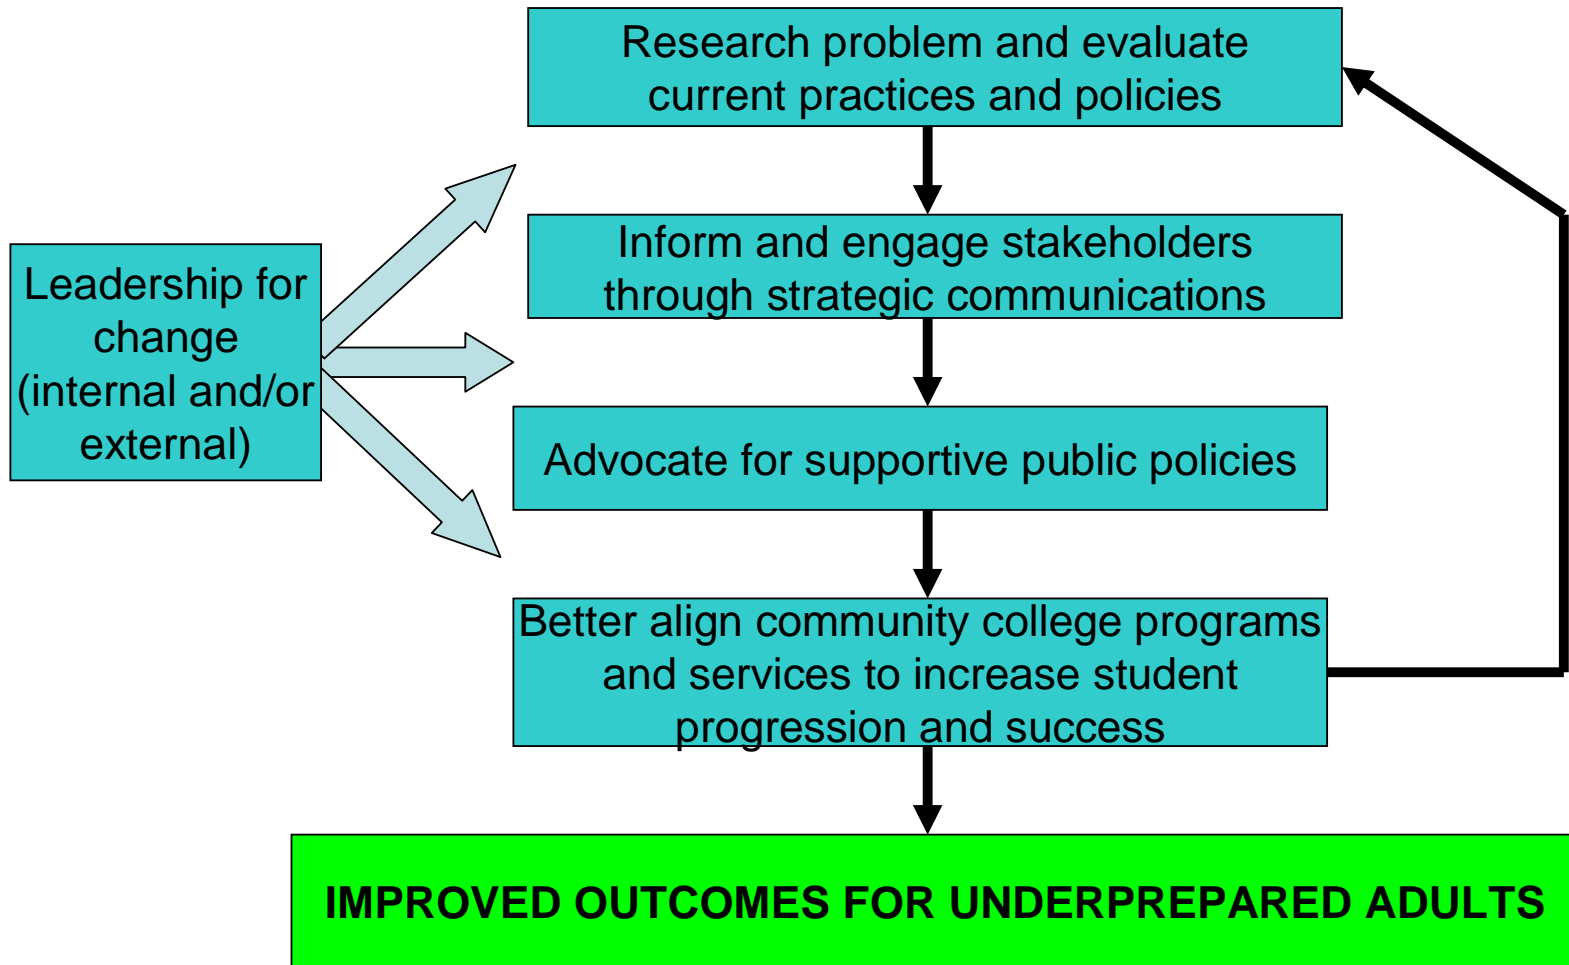 Research problem and evaluate
current practices and policies
Inform and engage stakeholders
through strategic communications
Leadership for
change
(internal and/or
external)
Advocate for supportive public policies
Better align community college programs
and services to increase student
progression and success
IMPROVED OUTCOMES FOR UNDERPREPARED ADULTS